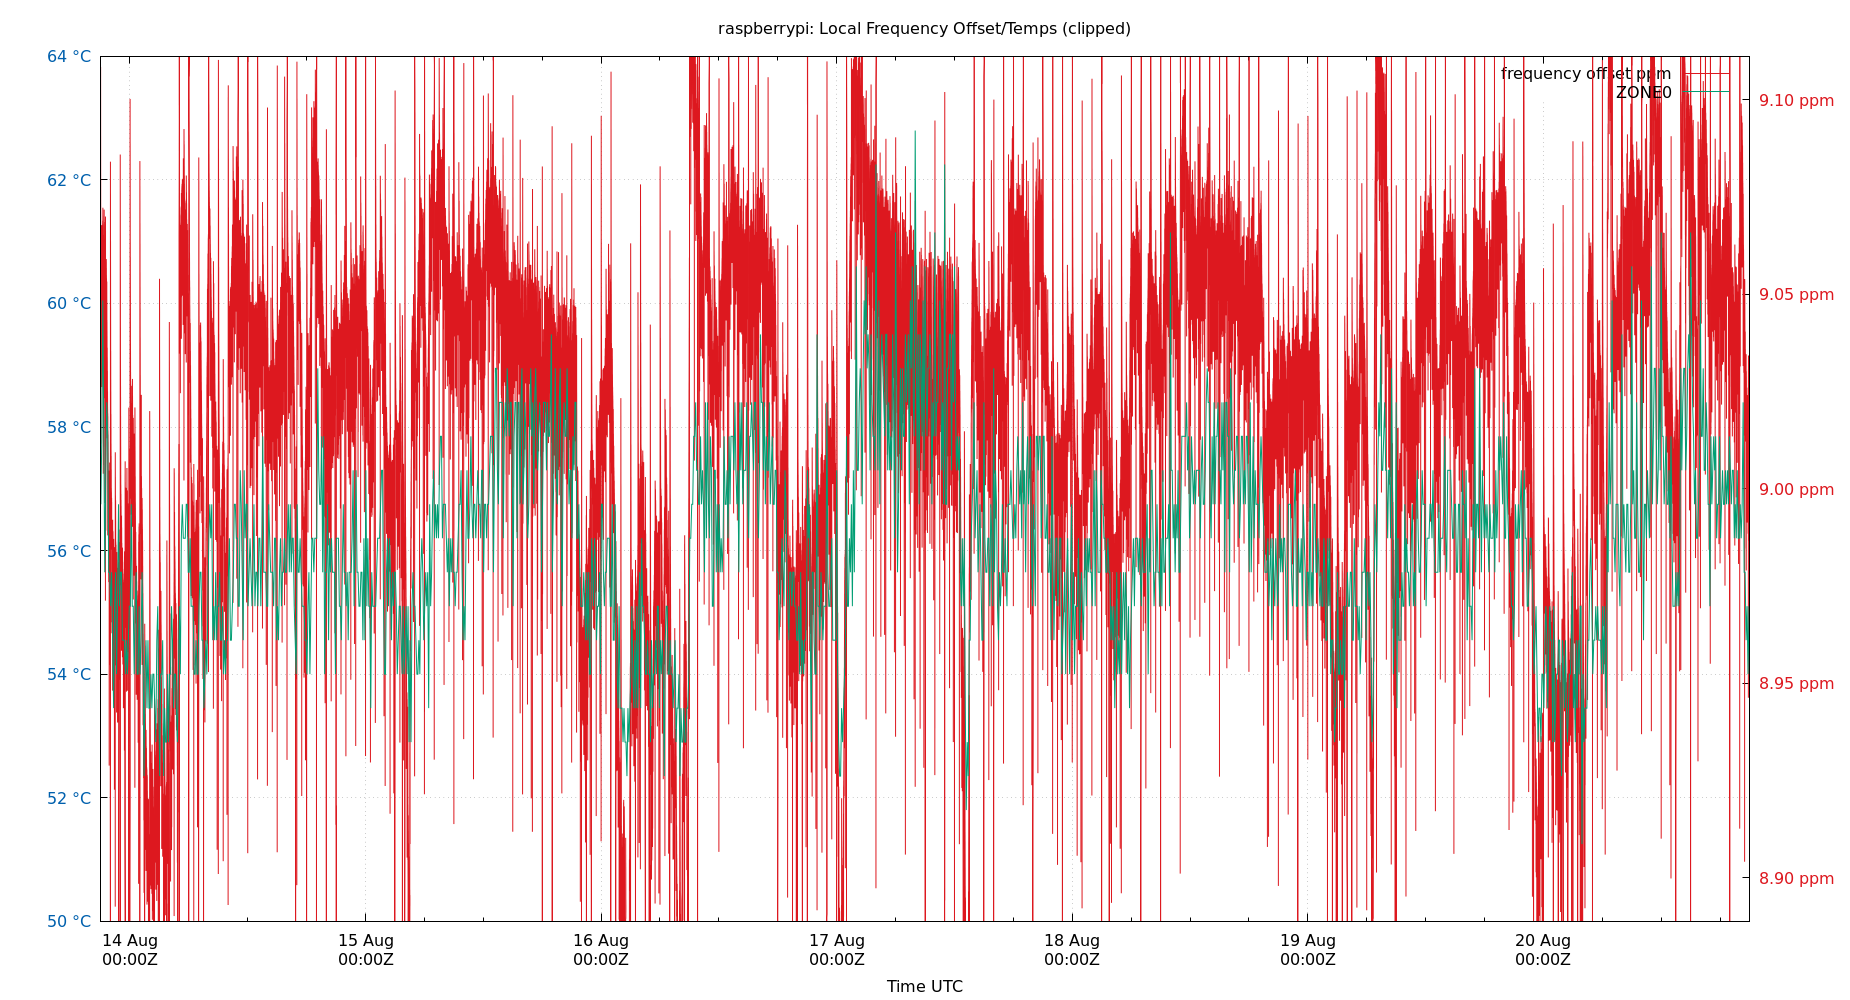 raspberrypi: Local Frequency Offset/Temps (clipped)
64 °C
62 °C
60 °C
58 °C
56 °C
54 °C
52 °C
50 °C
frequency offset ppm
ZONE0
9.10 ppm
9.05 ppm
9.00 ppm
8.95 ppm
8.90 ppm
14 Aug 15 Aug 16 Aug 17 Aug 18 Aug 19 Aug 20 Aug
00:00Z 00:00Z 00:00Z 00:00Z 00:00Z 00:00Z 00:00Z
Time UTC